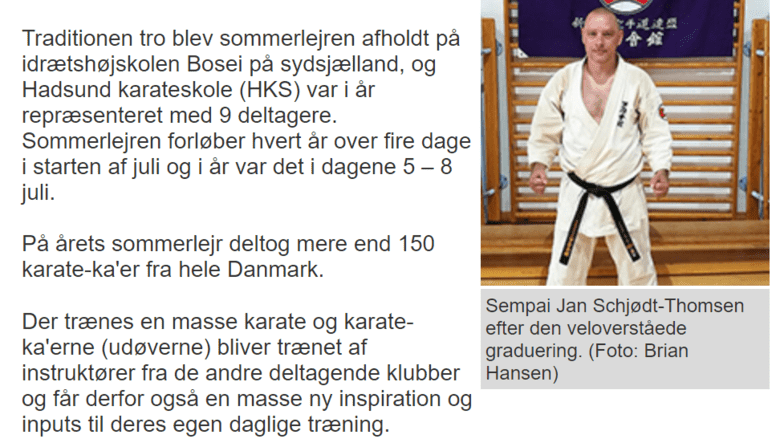 Traditionen tro blev sommerlejren afholdt på
idrætshøjskolen Bosei på sydsjælland, og
Hadsund karateskole (HKS) var i år
repræsenteret med 9 deltagere.
Sommerlejren forløber hvert år over fire dage
i starten af juli og i år var det i dagene 5 – 8
juli.
På årets sommerlejr deltog mere end 150
karate-ka'er fra hele Danmark.
Der trænes en masse karate og karate-
ka'erne (udøverne) bliver trænet af
instruktører fra de andre deltagende klubber
og får derfor også en masse ny inspiration og
inputs til deres egen daglige træning.
Sempai Jan Schjødt-Thomsen
efter den veloverståede
graduering. (Foto: Brian
Hansen)